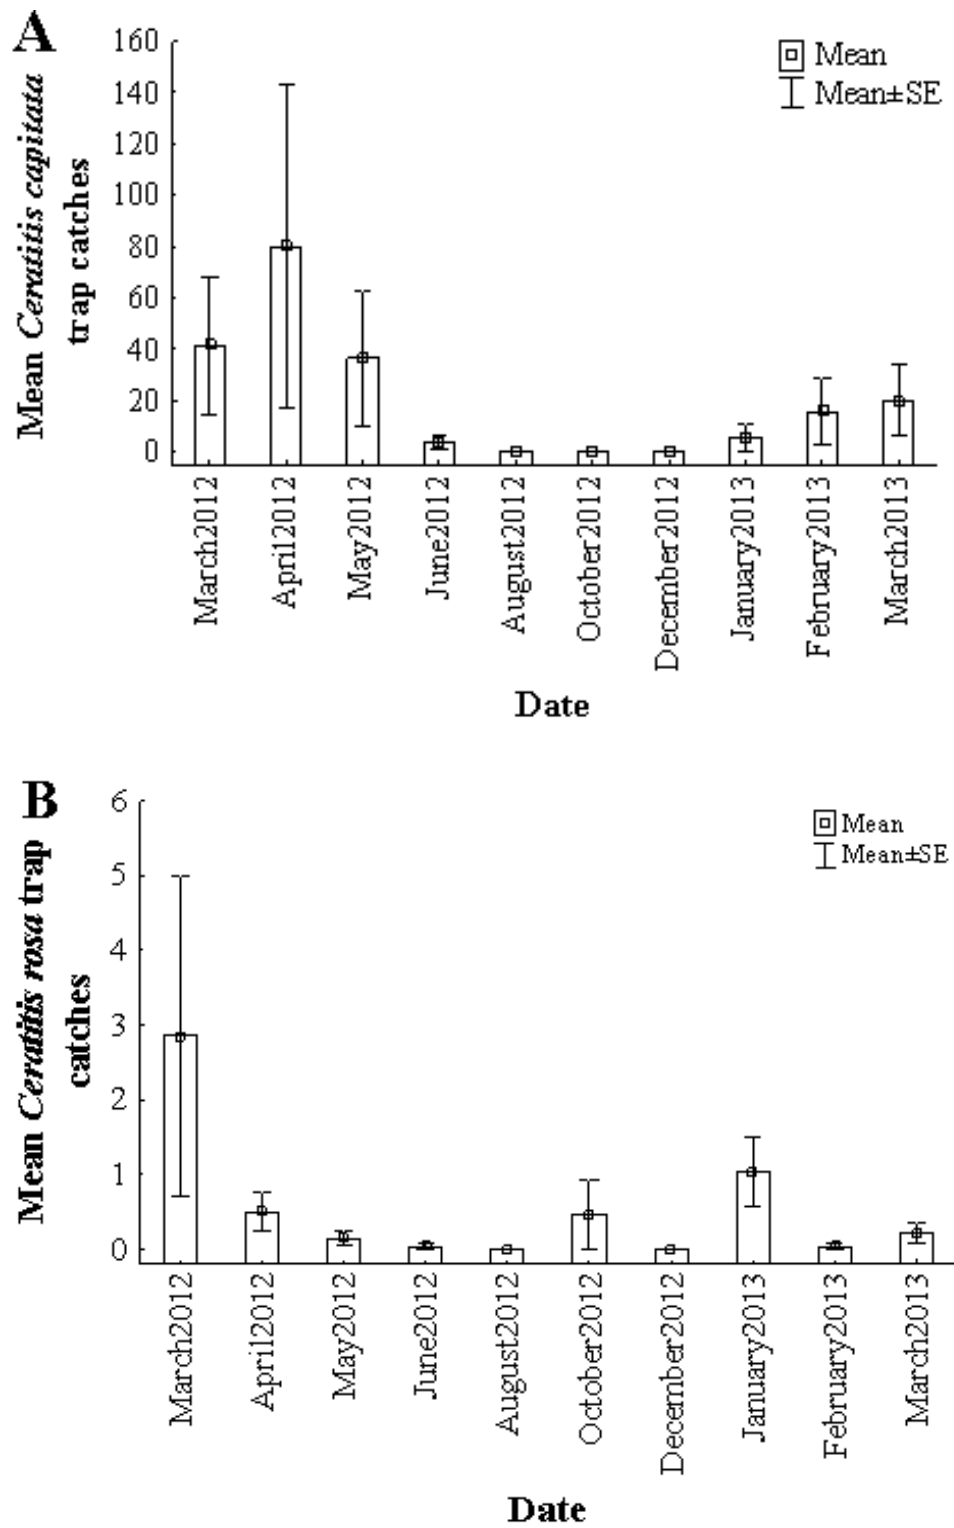 A
Mean Ceratitis capitata
trap catches
160
140
120
100
80
60
40
20
0
Mean
Mean±SE
March2012
April2012
May2012
June2012
August2012
October2012
December2012
January2013
February2013
March2013
Date
B
Mean Ceratitis rosa trap
catches
6
5
4
3
2
1
0
Mean
Mean±SE
March2012
April2012
May2012
June2012
August2012
October2012
December2012
January2013
February2013
March2013
Date